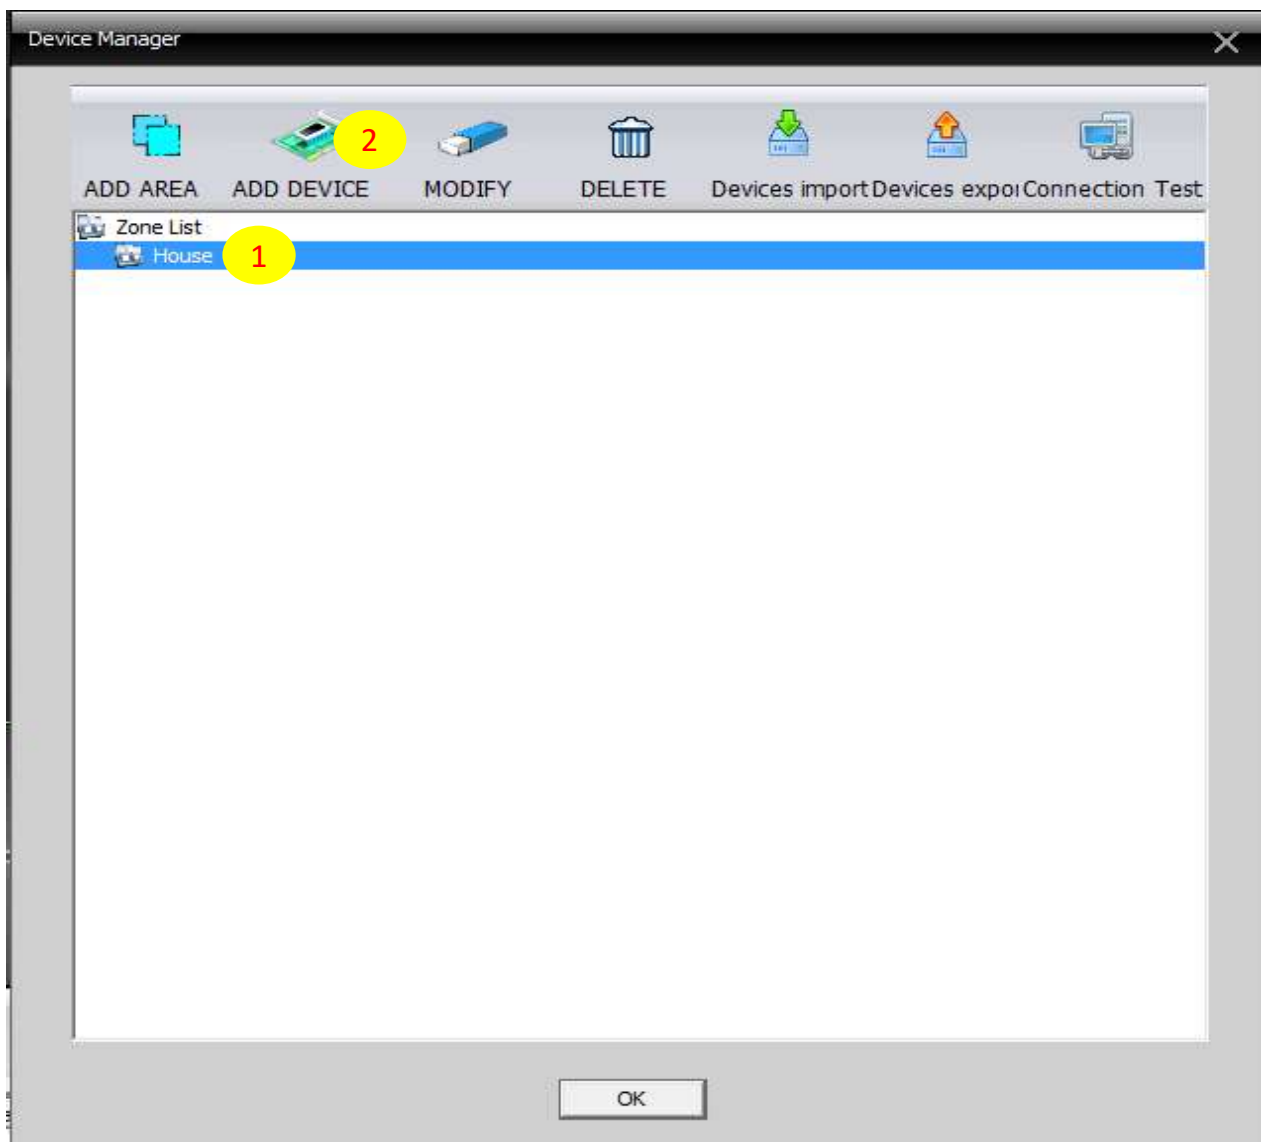 Device Manager
2
ADD AREA ADD DEVICE MODIFY DELETE Devices import Devices expor Connection Test
Zone List
House 1
OK